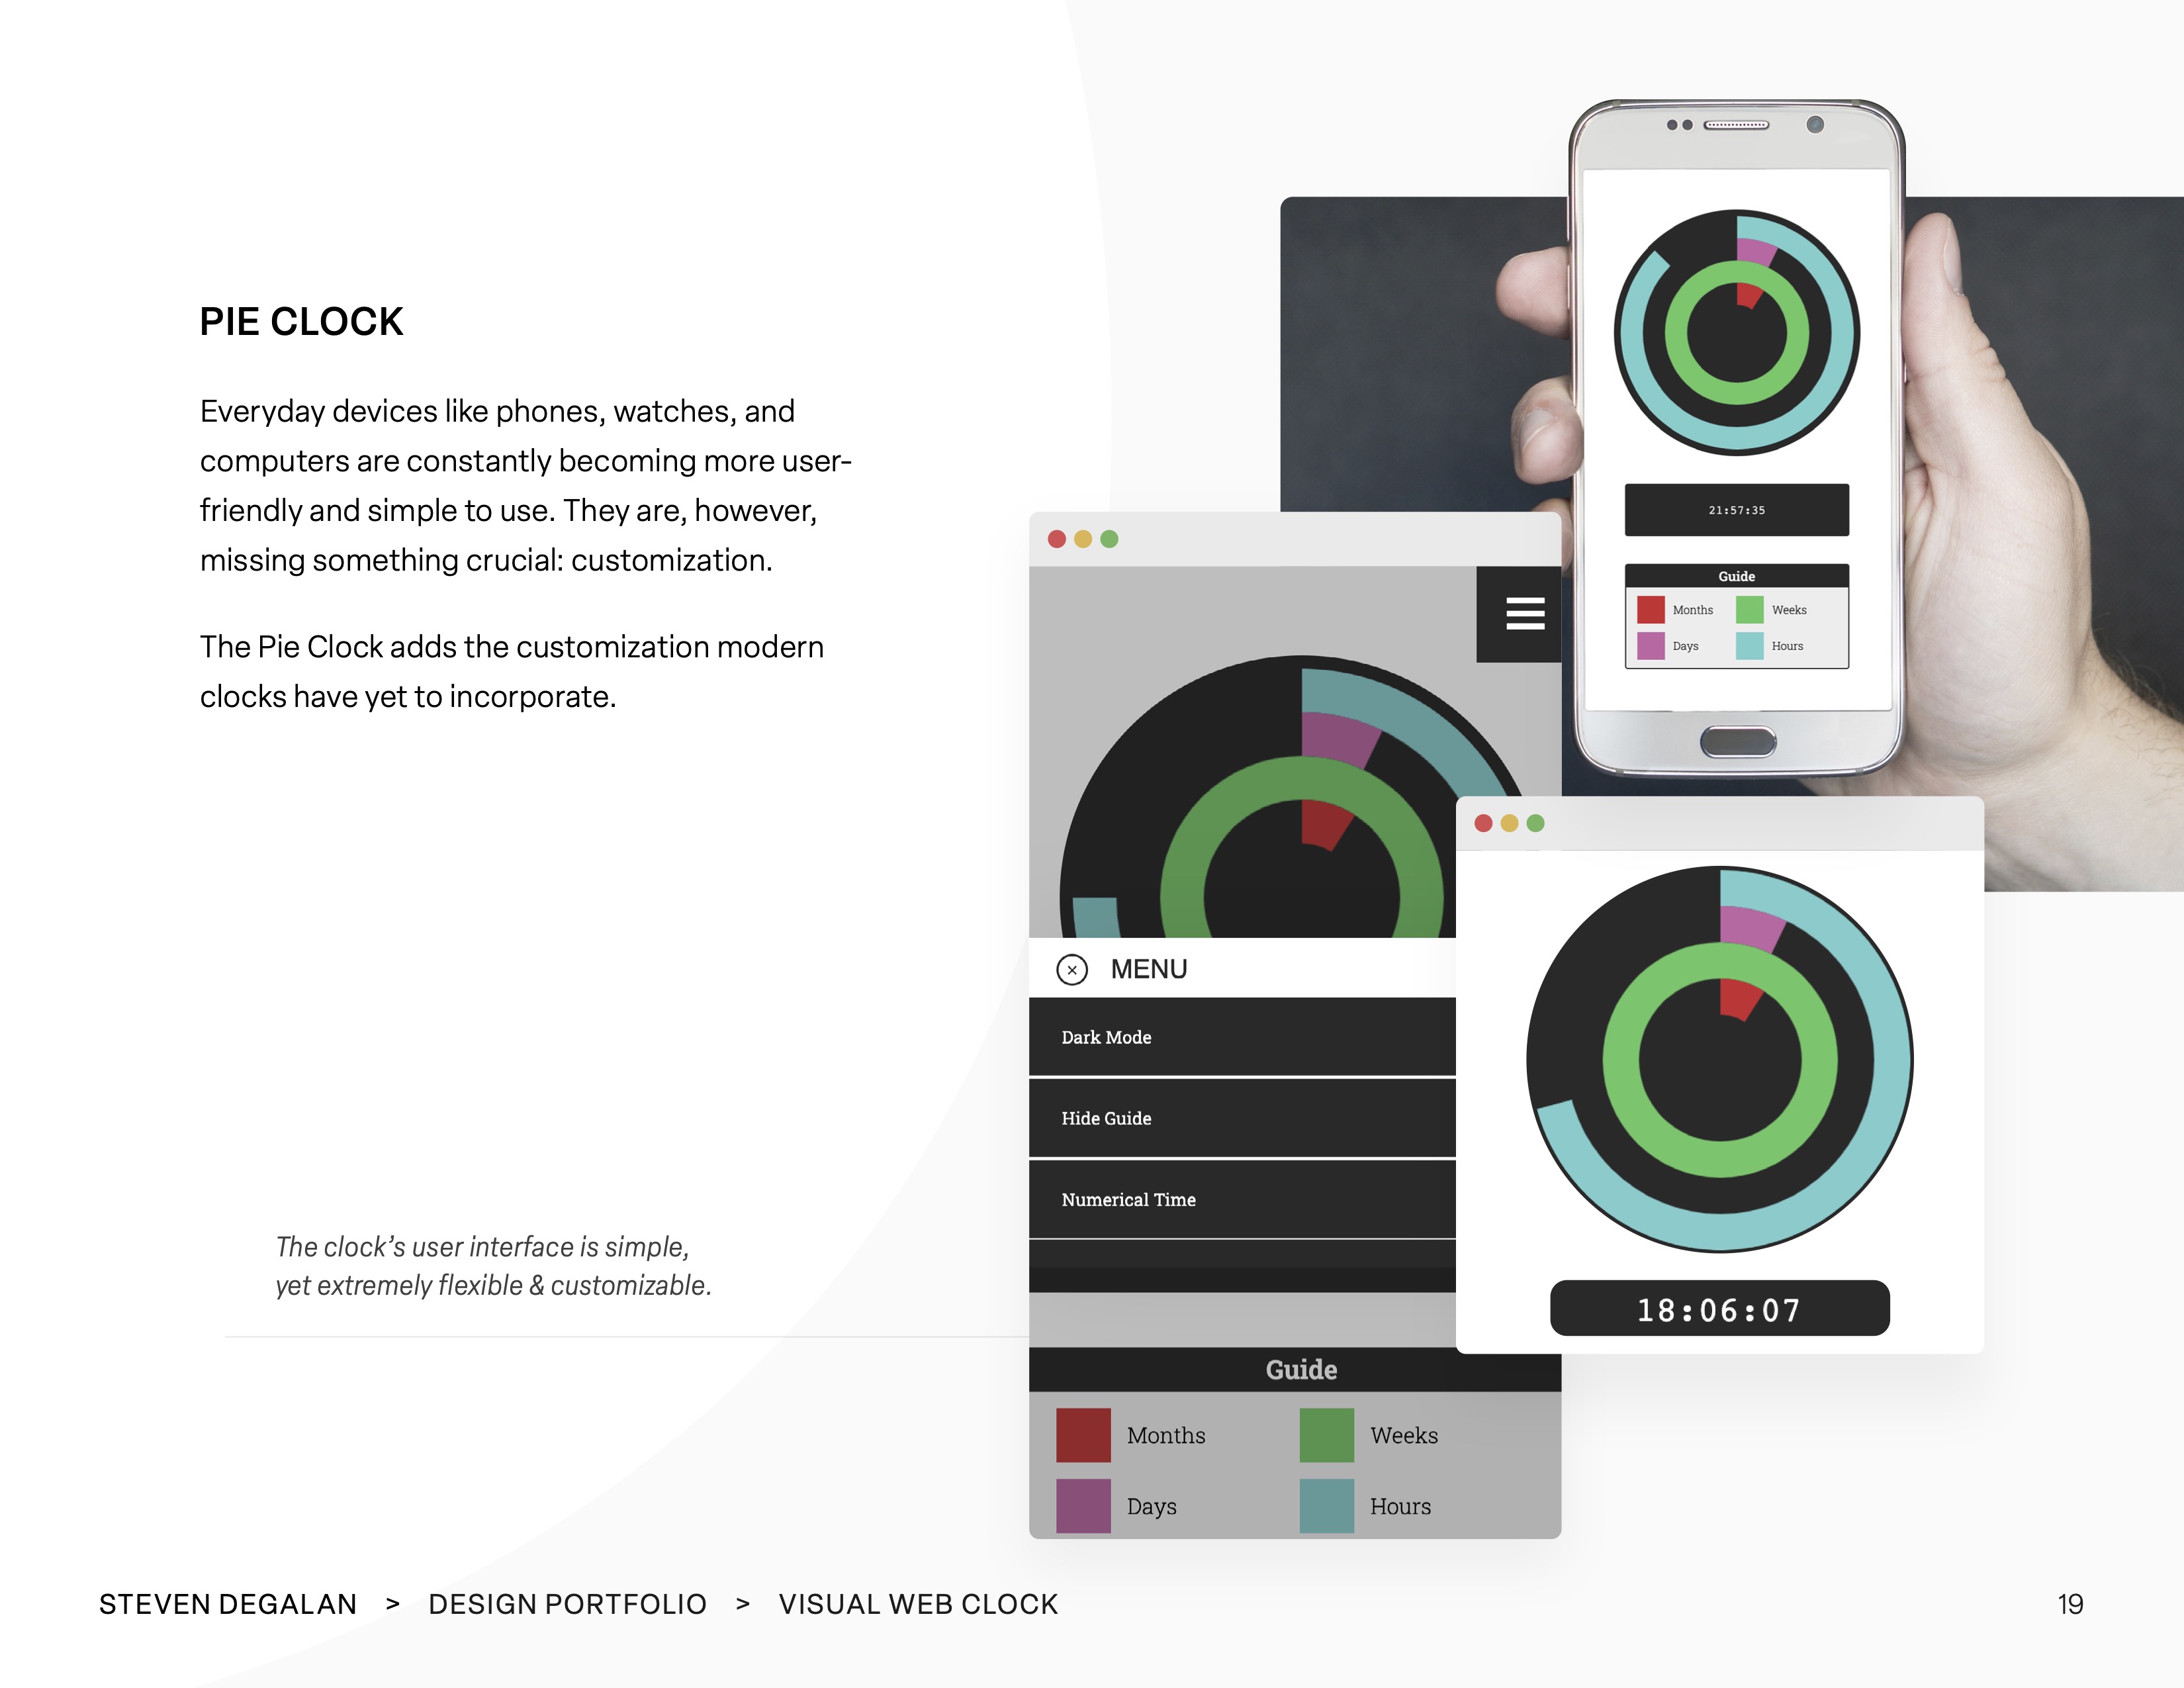 PIE CLOCK
Everyday devices like phones, watches, and
computers are constantly becoming more user-
friendly and simple to use. They are, however,
missing something crucial: customization.
The Pie Clock adds the customization modern
clocks have yet to incorporate.
The clock's user interface is simple,
yet extremely flexible & customizable.
21:57:35
Guide
Months Weeks
Days Hours
MENU
Dark Mode
Hide Guide
Numerical Time
Guide
Months Weeks
Days Hours
18:06:07
STEVEN DEGALAN > DESIGN PORTFOLIO > VISUAL WEB CLOCK
19